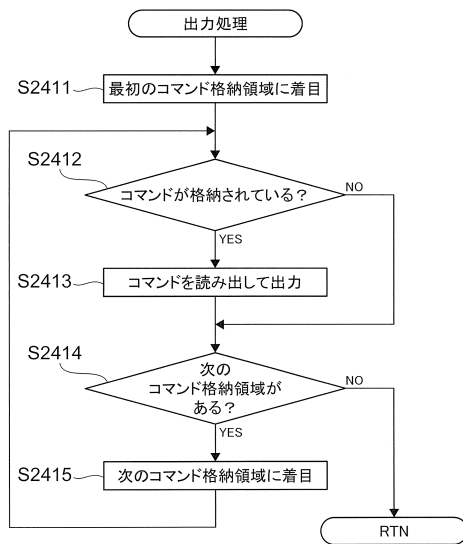 出力処理
S2411
最初のコマンド格納領域に着目
S2412
コマンドが格納されている？
NO
YES
S2413
コマンドを読み出して出力
S2414
次の
コマンド格納領域が
ある？
NO
YES
S2415
次のコマンド格納領域に着目
RTN